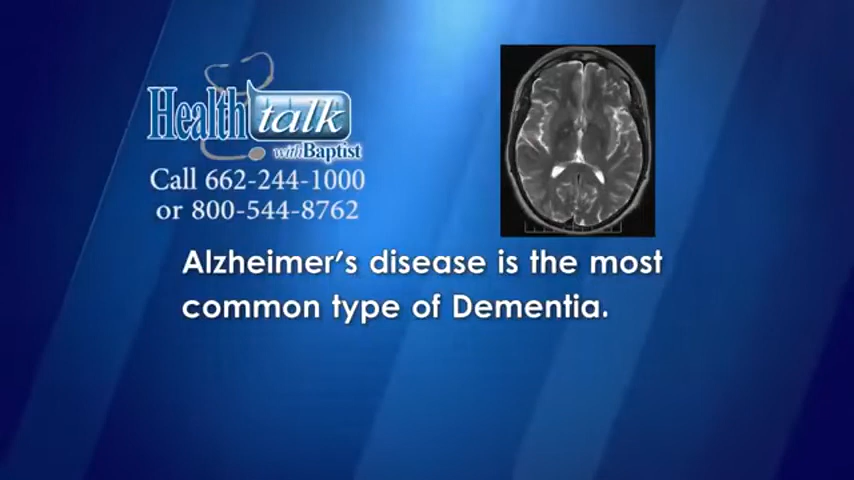 Health talk
with Baptist
Call 662-244-1000
or 800-544-8762
Alzheimer's disease is the most
common type of Dementia.